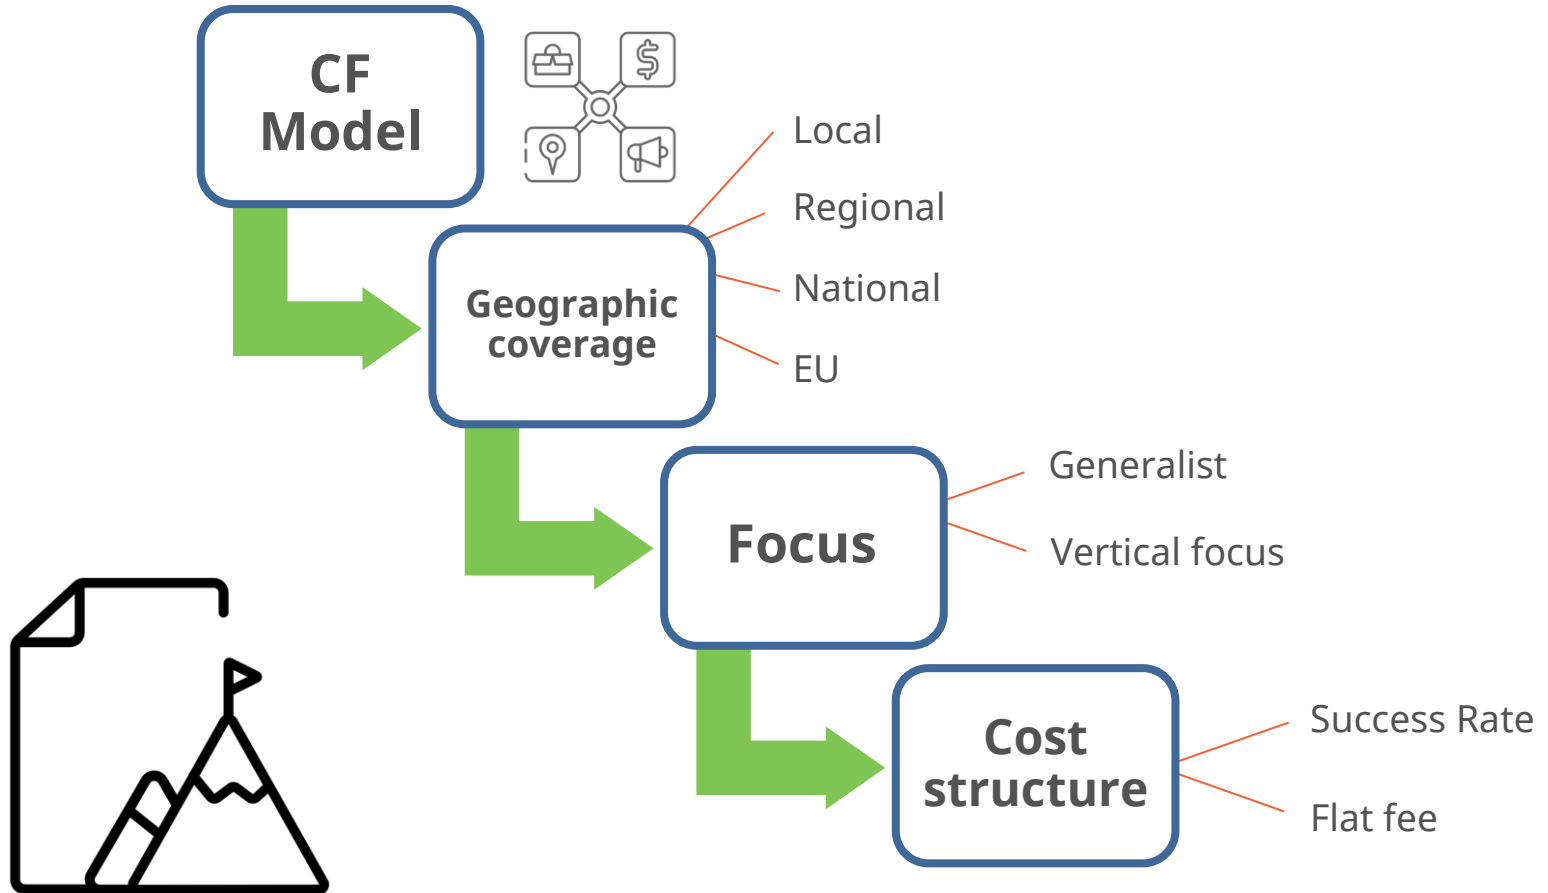 CF
Model
Local
Regional
National
EU
Geographic
coverage
Generalist
Vertical focus
Focus
Success Rate
Flat fee
Cost
structure